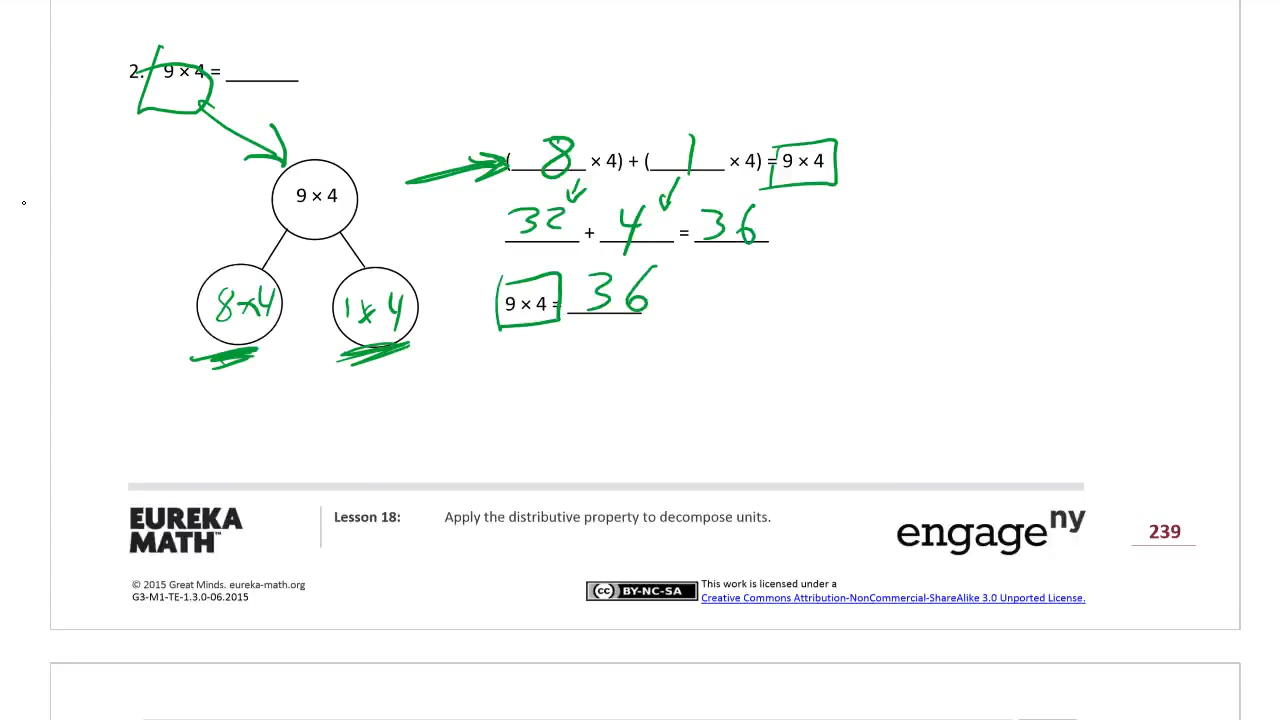 2. 9 × 4 = ______
9 × 4
8 × 4
1 × 4
( 8 × 4) + ( 1 × 4) = 9 × 4
32 + 4 = 36
9 × 4 = 36
EUREKA MATH™
Lesson 18: Apply the distributive property to decompose units.
engage ny
239
© 2015 Great Minds. eureka-math.org
G3-M1-TE-1.3.0-06.2015
cc BY-NC-SA
This work is licensed under a
Creative Commons Attribution-NonCommercial-ShareAlike 3.0 Unported License.